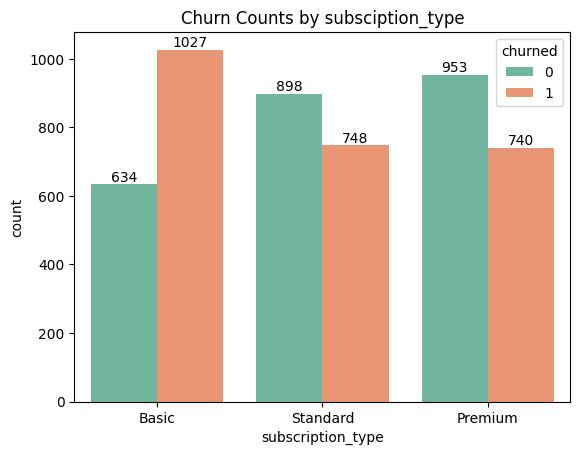 Churn Counts by subsciption_type
churned
0
1
1027
953
898
748
740
634
1000
800
600
400
200
0
count
Basic
Standard
Premium
subscription_type